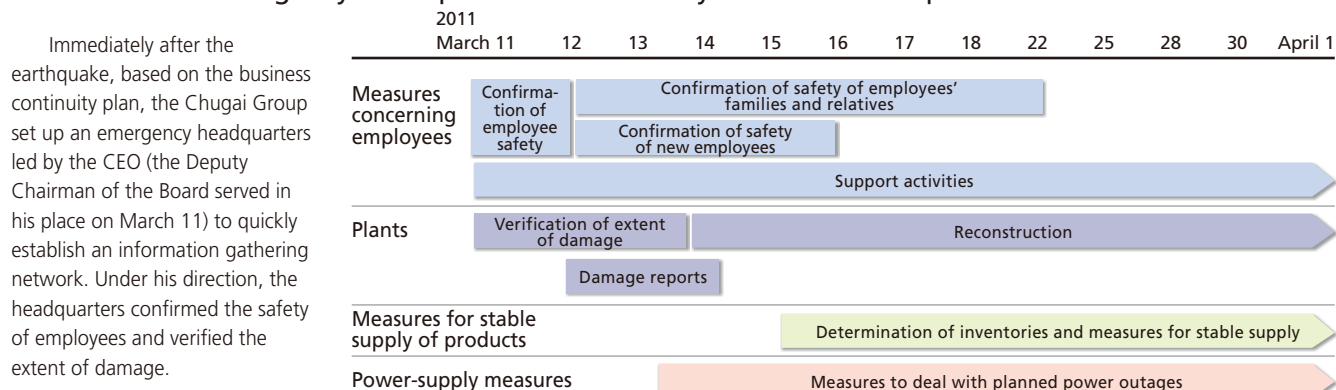 2011
March 11 12 13 14 15 16 17 18 22 25 28 30 April 1
Immediately after the
earthquake, based on the business
continuity plan, the Chugai Group
set up an emergency headquarters
led by the CEO (the Deputy
Chairman of the Board served in
his place on March 11) to quickly
establish an information gathering
network. Under his direction, the
headquarters confirmed the safety
of employees and verified the
extent of damage.
Measures
concerning
employees
Confirma-
tion of
employee
safety
Confirmation of safety of employees'
families and relatives
Confirmation of safety
of new employees
Support activities
Plants
Verification of extent
of damage
Reconstruction
Damage reports
Measures for stable
supply of products
Determination of inventories and measures for stable supply
Power-supply measures
Measures to deal with planned power outages